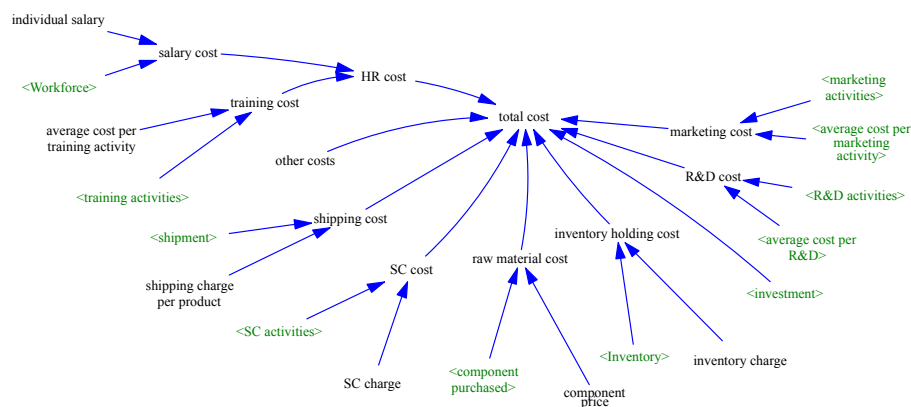 individual salary
salary cost
<Workforce>
HR cost
training cost
average cost per
training activity
<training activities>
other costs
total cost
<marketing
activities>
marketing cost
<average cost per
marketing
activity>
R&D cost
<R&D activities>
<average cost per
R&D>
<investment>
shipping cost
<shipment>
shipping charge
per product
SC cost
<SC activities>
SC charge
raw material cost
<component
purchased>
component
price
inventory holding cost
<Inventory>
inventory charge